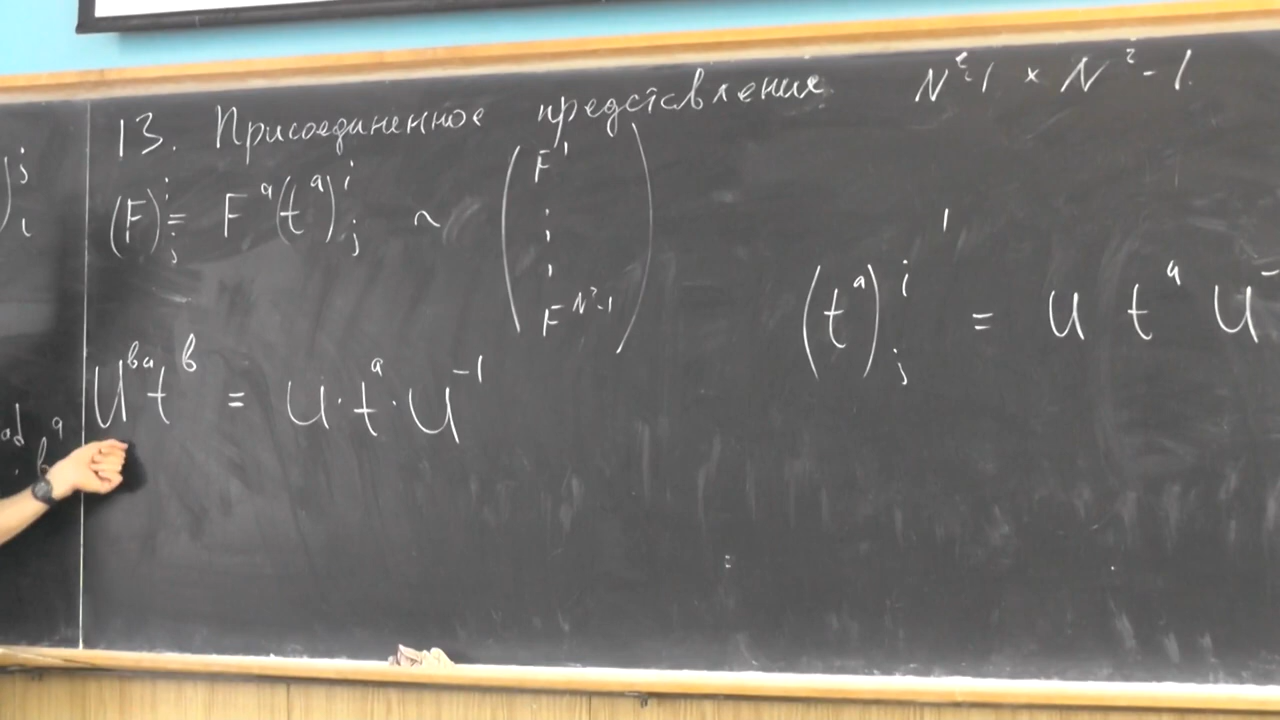 13. Присоединенное представления N²-1 × N²-1.
(F)ⁱⱼ = Fᵃ(tᵃ)ⁱⱼ ~ (F¹ ⋮ F^{N²-1})
(tᵃ)ⁱⱼ = U tᵃ U⁻
Uᵇᵃtᵇ = U·tᵃ·U⁻¹